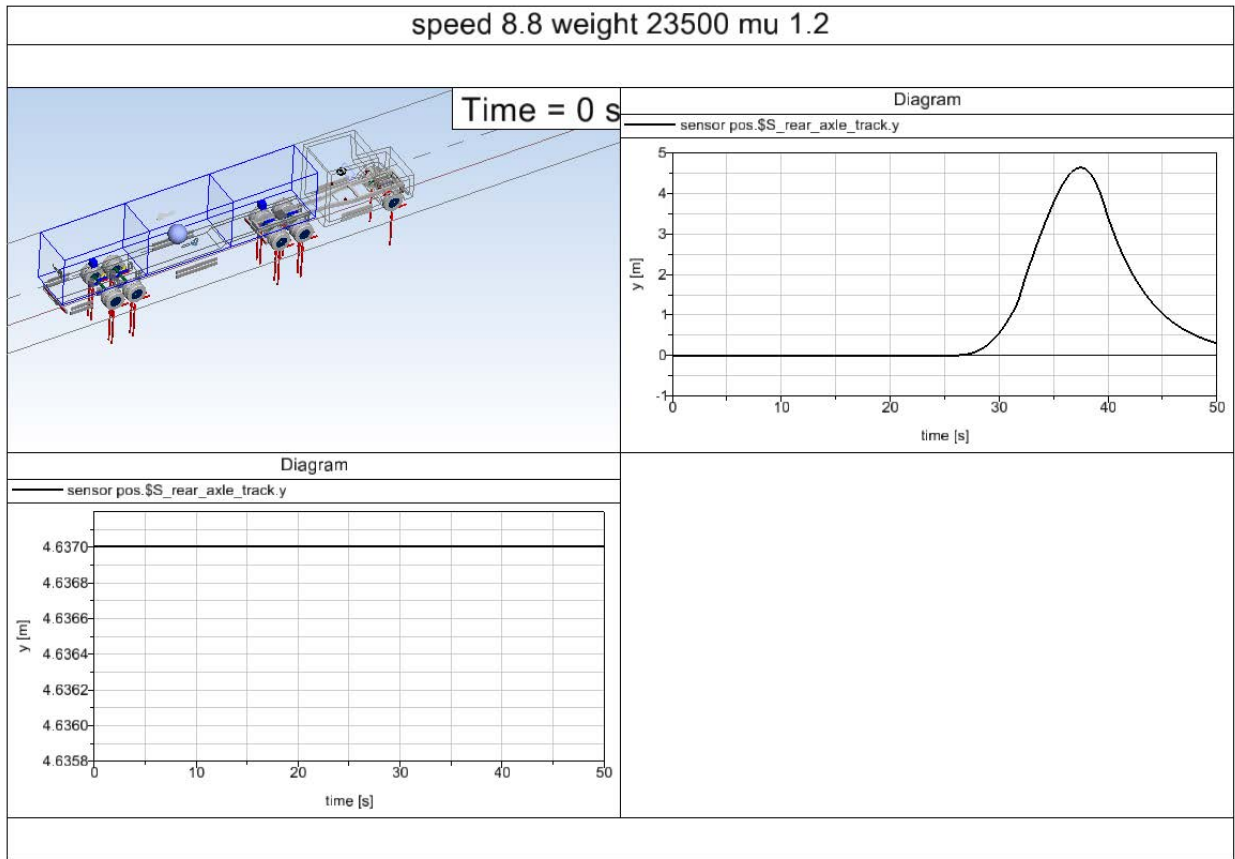 speed 8.8 weight 23500 mu 1.2
Time = 0 s
Diagram
sensor pos.$S_rear_axle_track.y
5
4
3
2
1
0
-1
y [m]
0 10 20 30 40 50
time [s]
Diagram
sensor pos.$S_rear_axle_track.y
4.6370
4.6368
4.6366
4.6364
4.6362
4.6360
4.6358
y [m]
0 10 20 30 40 50
time [s]